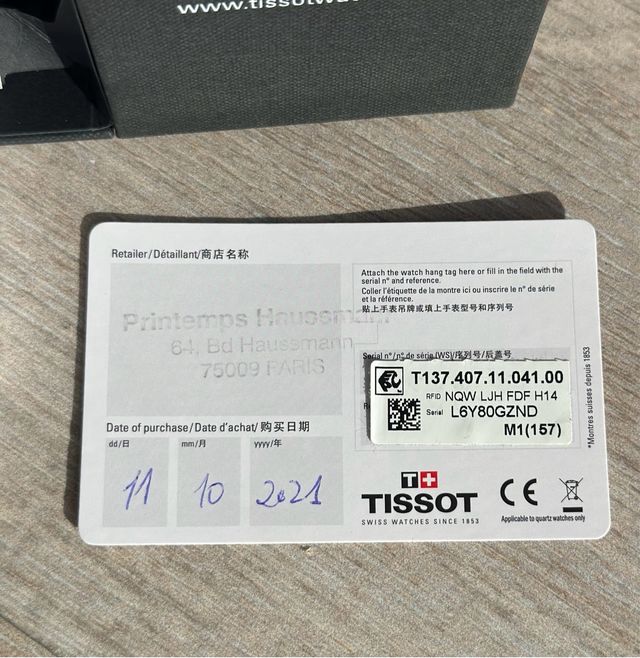 www.tissotwa
Retailer/Détaillant/商店名称
Printemps Haussmann
64, Bd Haussmann
75009 PARIS
Date of purchase/Date d'achat/购买日期
dd/日 mm/月 yyyy/年
11 10 2021
Attach the watch hang tag here or fill in the field with the
serial n° and reference.
Coller l'étiquette de la montre ici ou inscrire le n° de série
et la référence.
贴上手表吊牌或填上手表型号和序列号
Serial n°/n° de série (WS)/序列号/后盖号
T137.407.11.041.00
RFID NQW LJH FDF H14
Serial L6Y80GZND
M1(157)
TISSOT
SWISS WATCHES SINCE 1853
CE
Applicable to quartz watches only
*Montres suisses depuis 1853